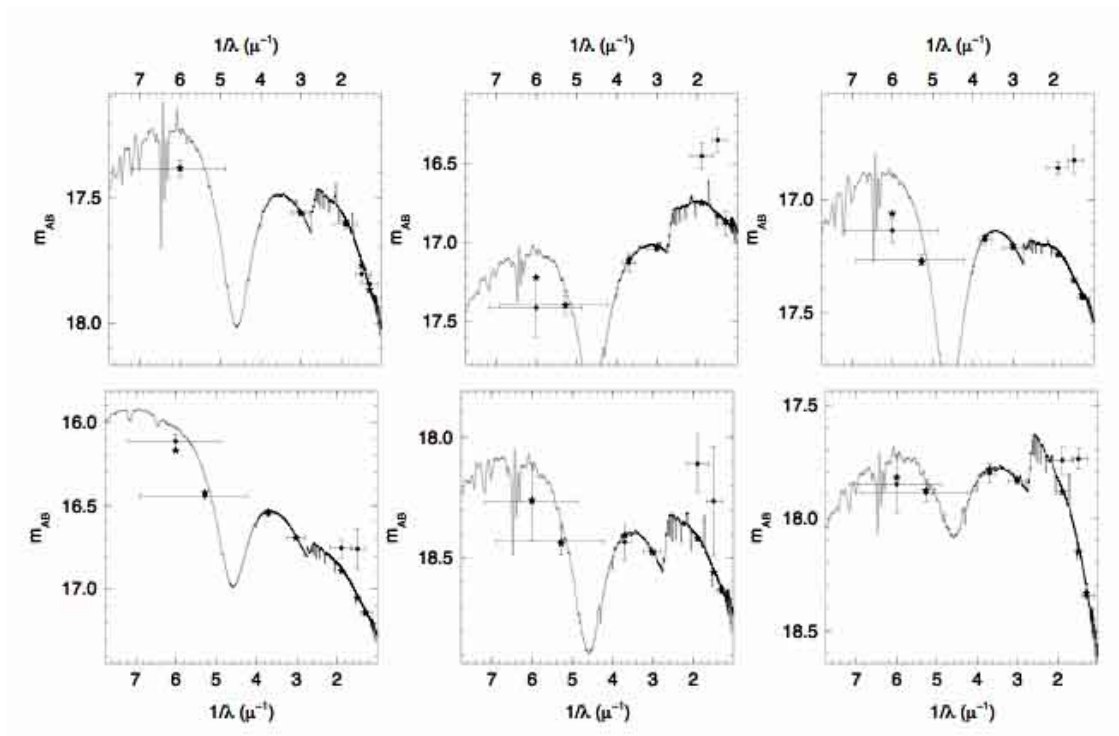 1/λ (μ⁻¹) 1/λ (μ⁻¹) 1/λ (μ⁻¹)
7 6 5 4 3 2 7 6 5 4 3 2 7 6 5 4 3 2
m_AB 17.5 18.0
m_AB 16.5 17.0 17.5
m_AB 17.0 17.5
m_AB 16.0 16.5 17.0
m_AB 18.0 18.5
m_AB 17.5 18.0 18.5
7 6 5 4 3 2 7 6 5 4 3 2 7 6 5 4 3 2
1/λ (μ⁻¹) 1/λ (μ⁻¹) 1/λ (μ⁻¹)